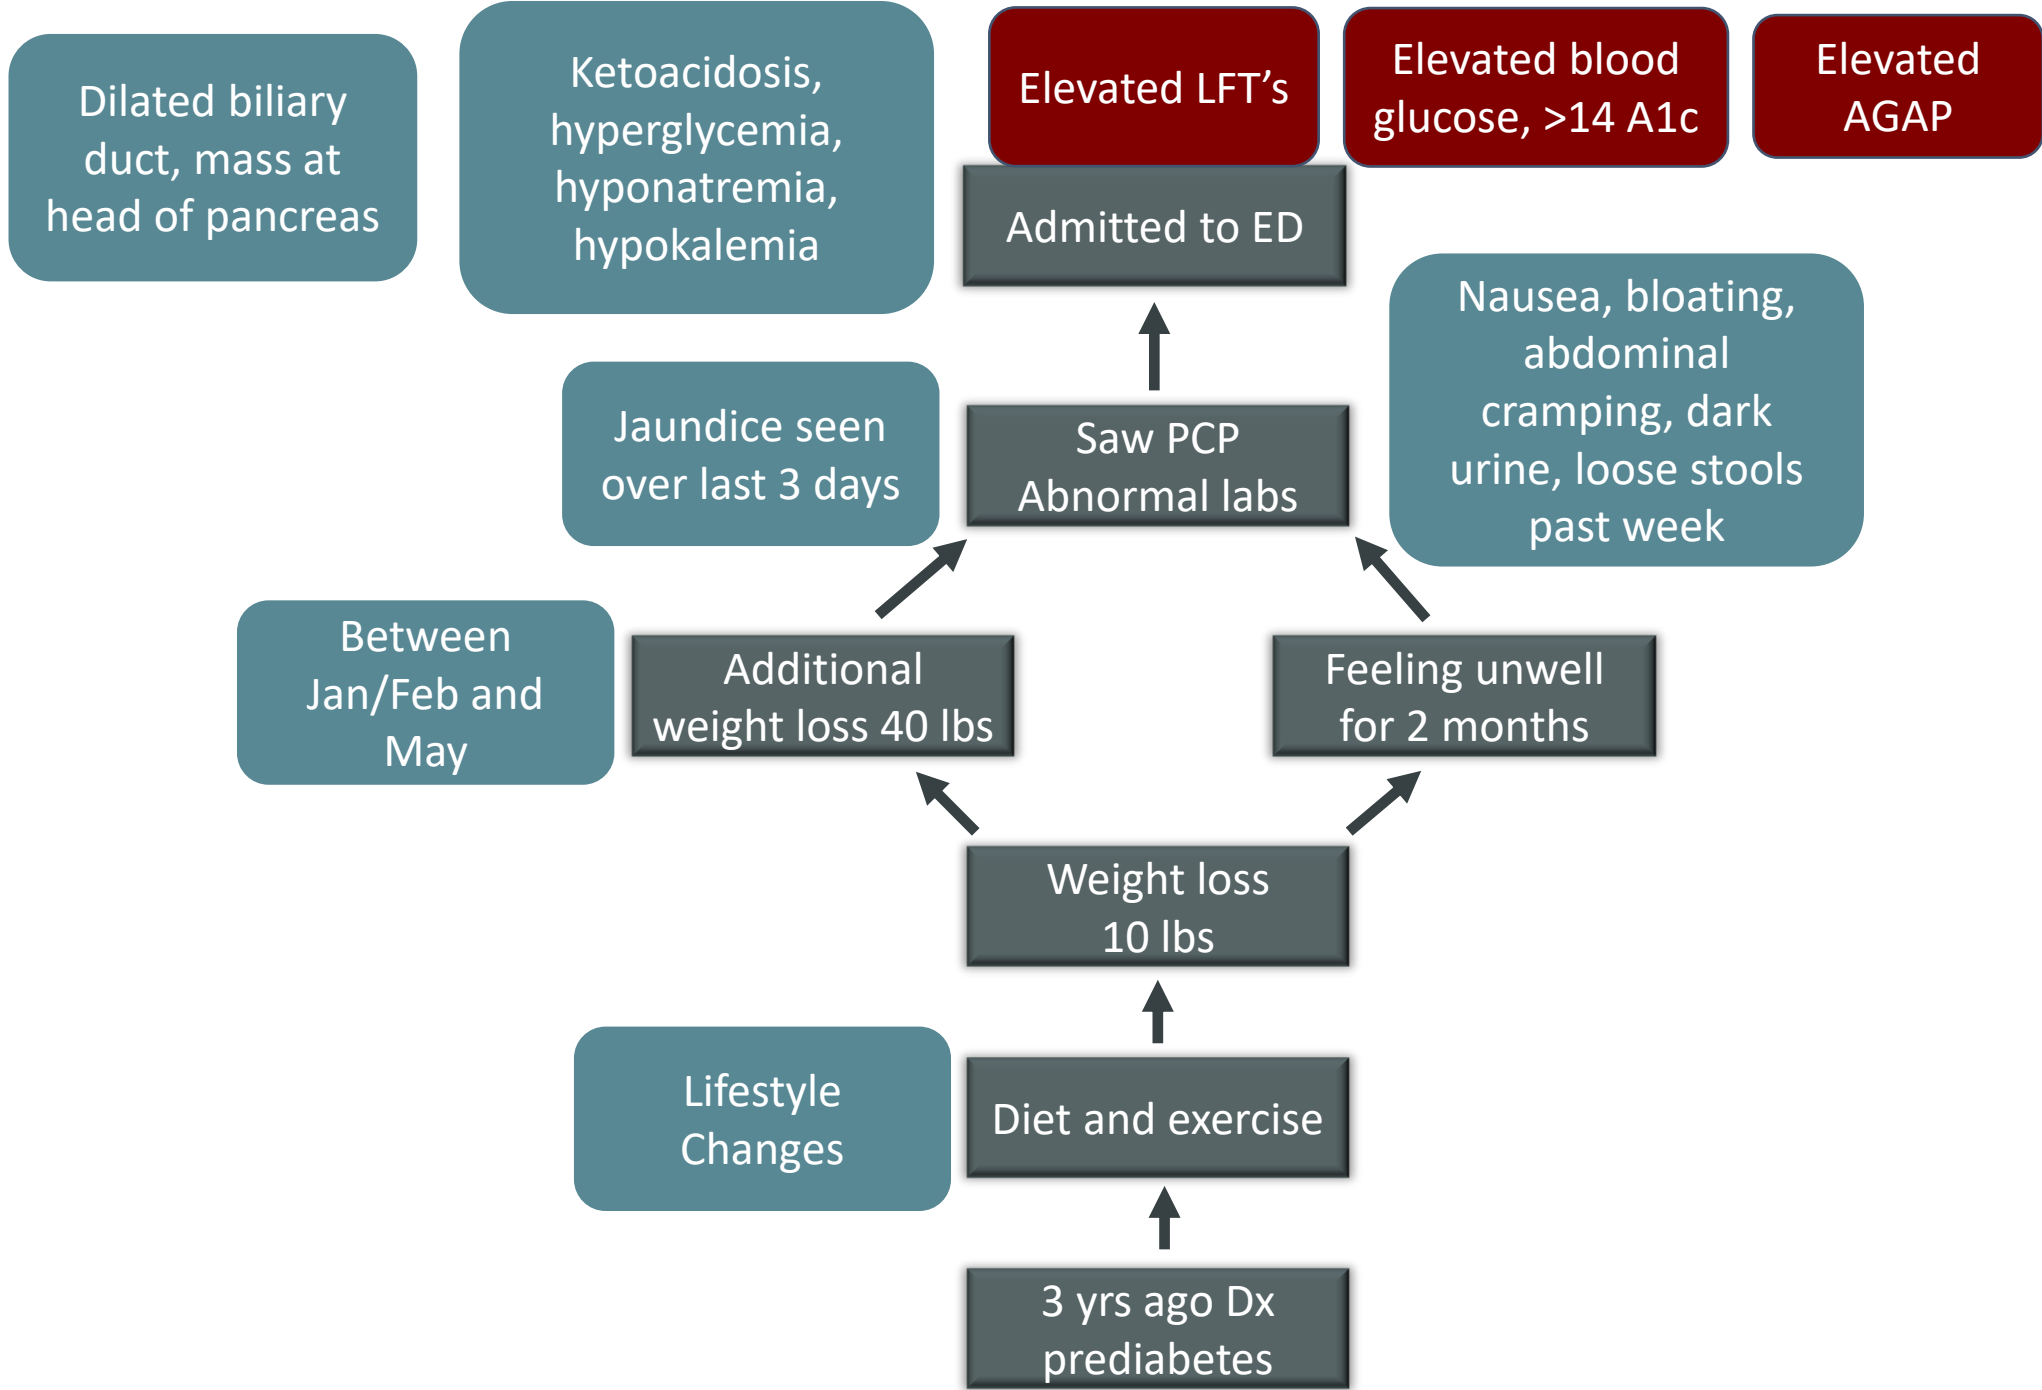 Dilated biliary
duct, mass at
head of pancreas
Ketoacidosis,
hyperglycemia,
hyponatremia,
hypokalemia
Elevated LFT’s
Elevated blood
glucose, >14 A1c
Elevated
AGAP
Admitted to ED
Nausea, bloating,
abdominal
cramping, dark
urine, loose stools
past week
Jaundice seen
over last 3 days
Saw PCP
Abnormal labs
Between
Jan/Feb and
May
Additional
weight loss 40 lbs
Feeling unwell
for 2 months
Weight loss
10 lbs
Lifestyle
Changes
Diet and exercise
3 yrs ago Dx
prediabetes